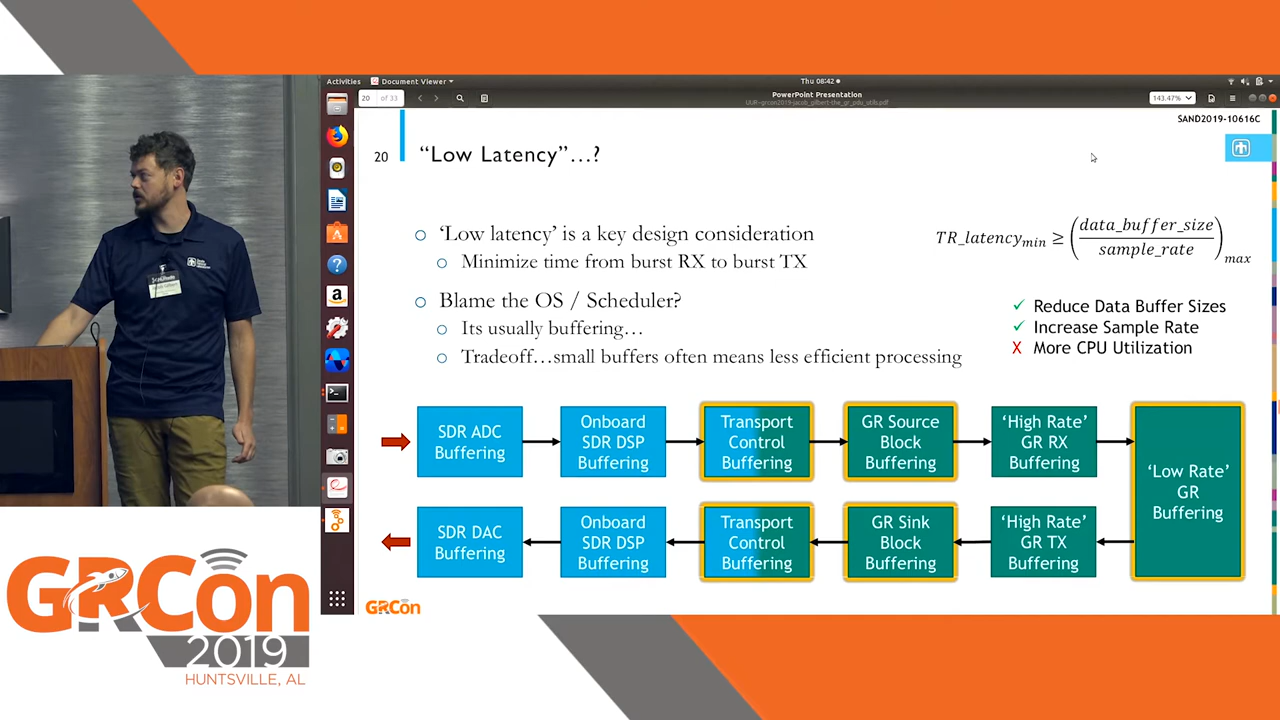 Activities
Document Viewer
Thu 08:42
20 of 33
PowerPoint Presentation
143.47%
SAND2019-10616C
20
“Low Latency”…?
‘Low latency’ is a key design consideration
Minimize time from burst RX to burst TX
Blame the OS / Scheduler?
Its usually buffering…
Tradeoff…small buffers often means less efficient processing
TR_latency_min ≥ (data_buffer_size / sample_rate)_max
✓ Reduce Data Buffer Sizes
✓ Increase Sample Rate
X More CPU Utilization
SDR ADC
Buffering
Onboard
SDR DSP
Buffering
Transport
Control
Buffering
GR Source
Block
Buffering
‘High Rate’
GR RX
Buffering
‘Low Rate’
GR
Buffering
SDR DAC
Buffering
Onboard
SDR DSP
Buffering
Transport
Control
Buffering
GR Sink
Block
Buffering
‘High Rate’
GR TX
Buffering
GRCon
GRCon
2019
HUNTSVILLE, AL